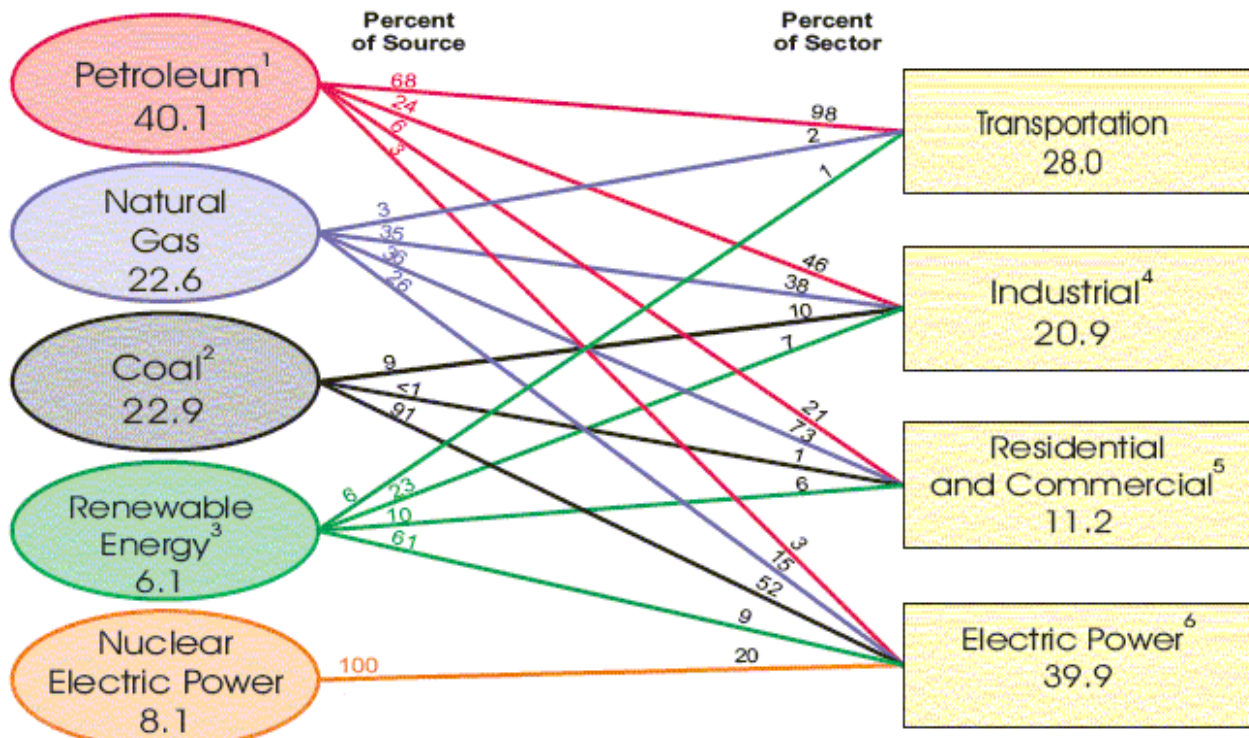 Percent
of Source
Percent
of Sector
Petroleum¹
40.1
68
24
6
3
98
2
1
Transportation
28.0
Natural
Gas
22.6
3
35
36
26
46
38
10
7
Industrial⁴
20.9
Coal²
22.9
9
<1
91
21
73
1
6
Residential
and Commercial⁵
11.2
Renewable
Energy³
6.1
6
23
10
61
3
15
52
9
20
Electric Power⁶
39.9
Nuclear
Electric Power
8.1
100